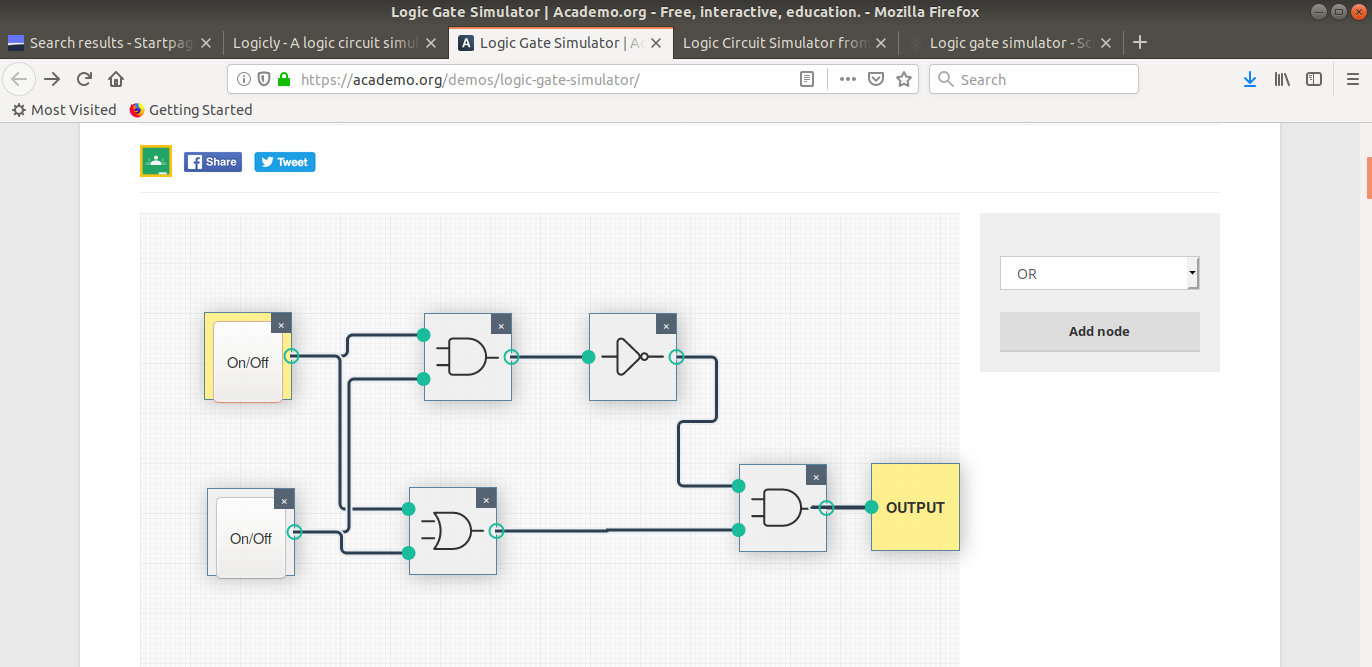 Logic Gate Simulator | Academo.org - Free, interactive, education. - Mozilla Firefox
Search results - Startpag
Logicly - A logic circuit simul
Logic Gate Simulator | Ac
Logic Circuit Simulator from
Logic gate simulator - Sc
https://academo.org/demos/logic-gate-simulator/
Search
Most Visited
Getting Started
Share
Tweet
OR
Add node
On/Off
On/Off
OUTPUT